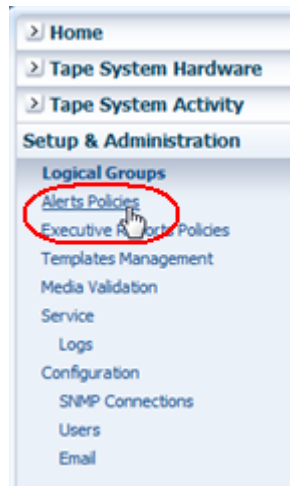 Home
Tape System Hardware
Tape System Activity
Setup & Administration
Logical Groups
Alerts Policies
Executive Reports Policies
Templates Management
Media Validation
Service
Logs
Configuration
SNMP Connections
Users
Email